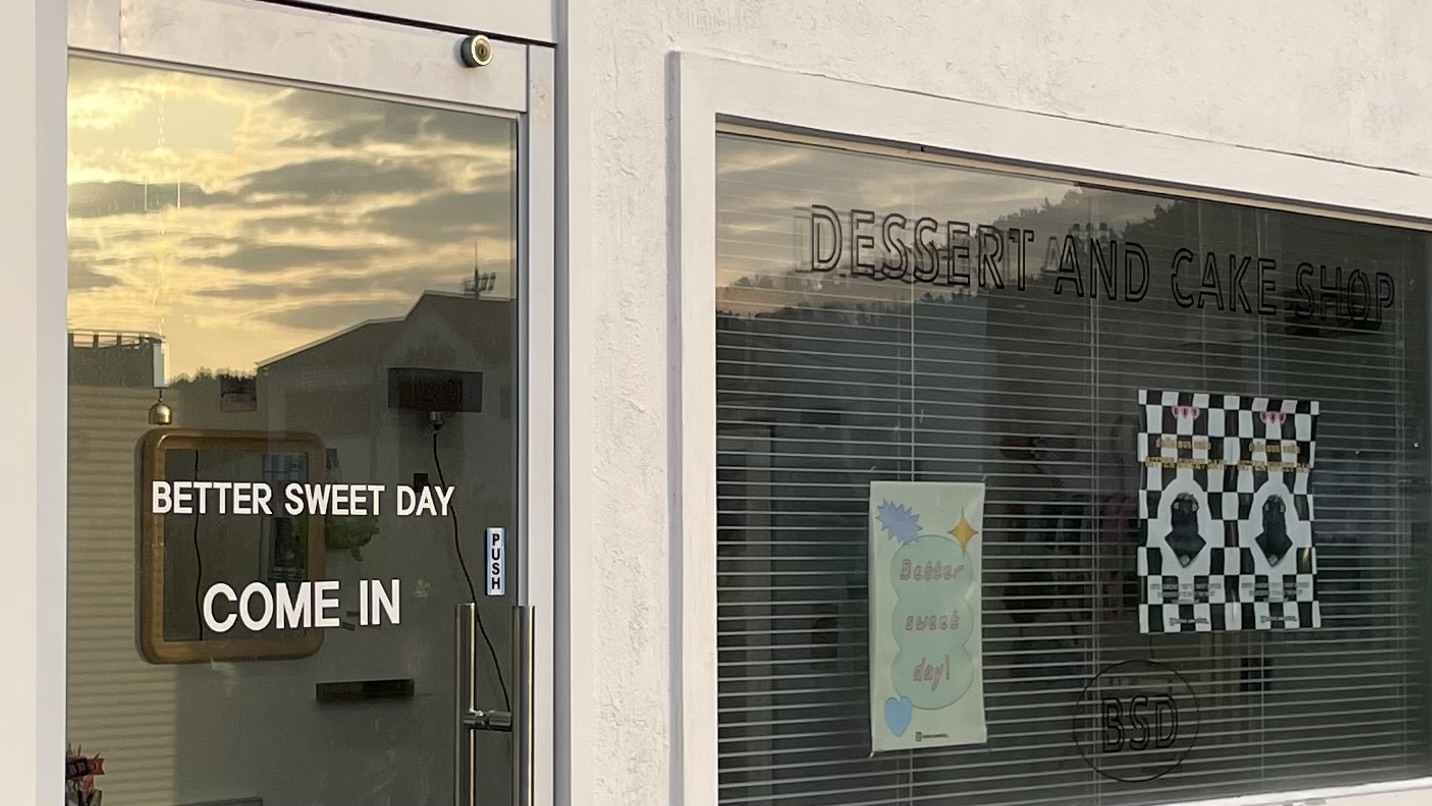 BETTER SWEET DAY
COME IN
PUSH
DESSERT AND CAKE SHOP
Better
sweet
day!
BSD